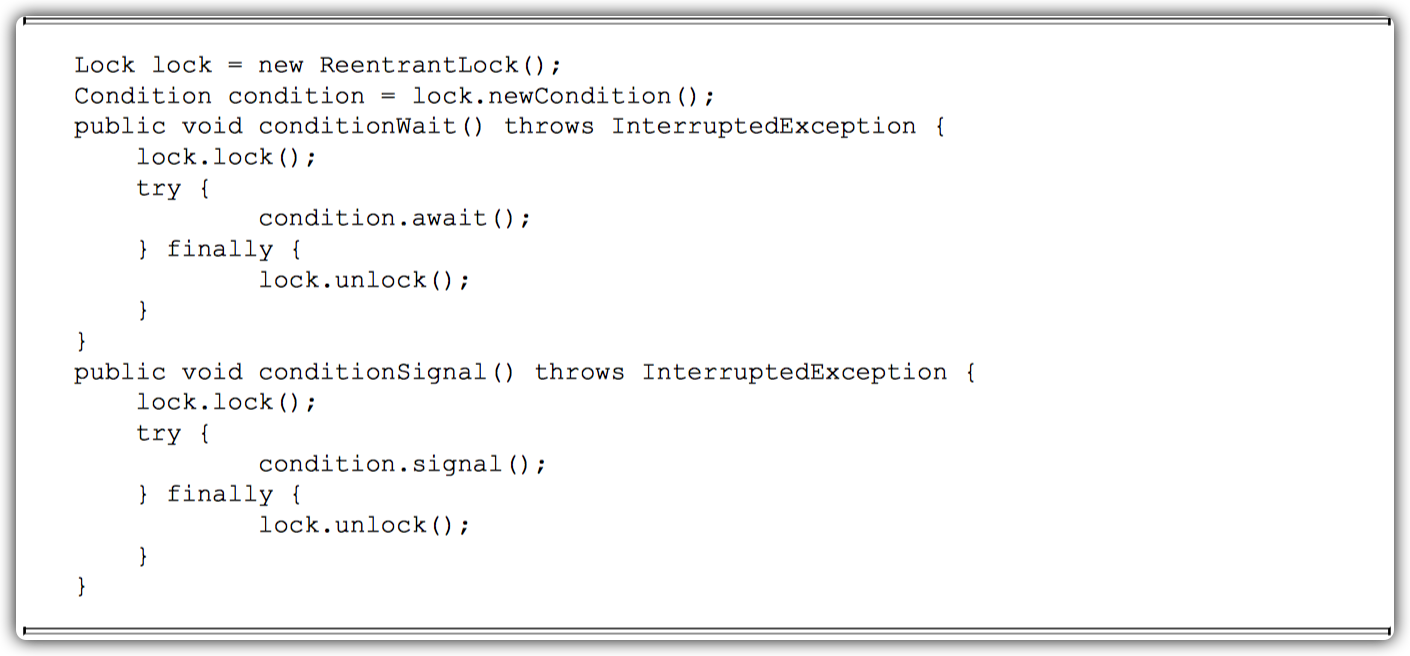 Lock lock = new ReentrantLock();
Condition condition = lock.newCondition();
public void conditionWait() throws InterruptedException {
    lock.lock();
    try {
            condition.await();
    } finally {
            lock.unlock();
    }
}
public void conditionSignal() throws InterruptedException {
    lock.lock();
    try {
            condition.signal();
    } finally {
            lock.unlock();
    }
}